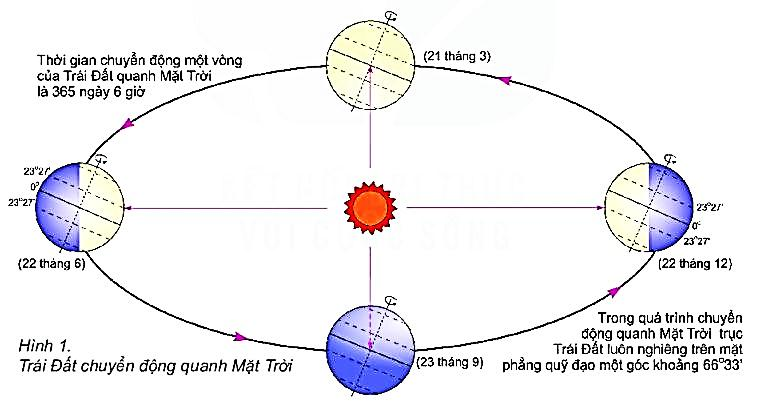 Thời gian chuyển động một vòng
của Trái Đất quanh Mặt Trời
là 365 ngày 6 giờ
(21 tháng 3)
23°27'
0°
23°27'
(22 tháng 6)
23°27'
0°
23°27'
(22 tháng 12)
(23 tháng 9)
Trong quá trình chuyển
động quanh Mặt Trời trục
Trái Đất luôn nghiêng trên mặt
phẳng quỹ đạo một góc khoảng 66°33'
Hình 1.
Trái Đất chuyển động quanh Mặt Trời